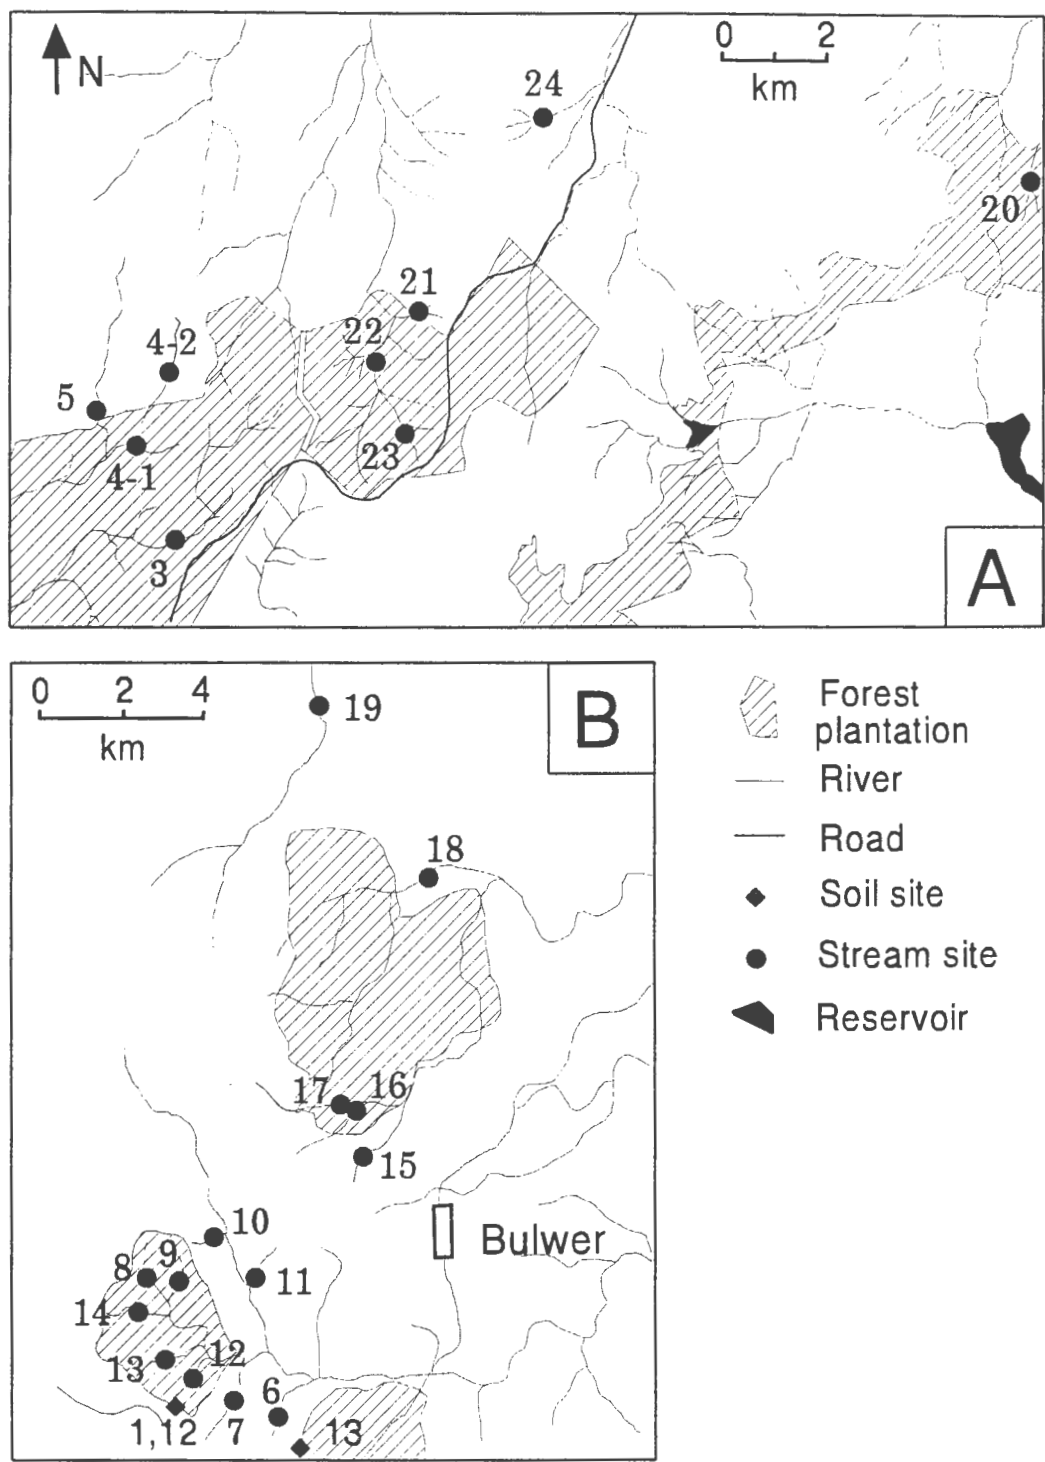 N
0 2
km
24
20
21
4-2
22
5
23
4-1
3
A
0 2 4
km
B
19
18
17 16
15
10
Bulwer
9
8
11
14
12
13
6
1,12 7 13
Forest
plantation
River
Road
Soil site
Stream site
Reservoir